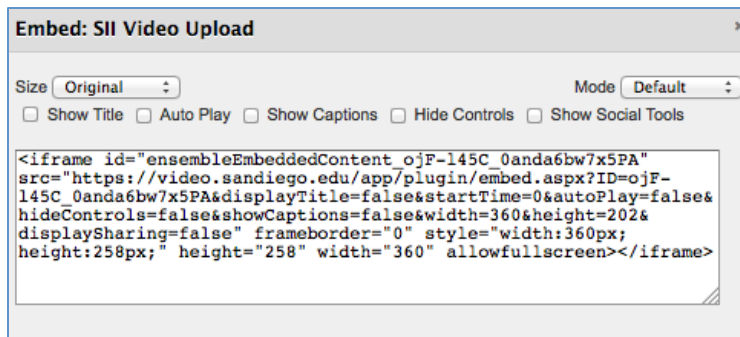 Embed: SII Video Upload
Size Original Mode Default
Show Title Auto Play Show Captions Hide Controls Show Social Tools
<iframe id="ensembleEmbeddedContent_ojF-l45C_0anda6bw7x5PA"
src="https://video.sandiego.edu/app/plugin/embed.aspx?ID=ojF-
l45C_0anda6bw7x5PA&displayTitle=false&startTime=0&autoPlay=false&
hideControls=false&showCaptions=false&width=360&height=202&
displaySharing=false" frameborder="0" style="width:360px;
height:258px;" height="258" width="360" allowfullscreen></iframe>